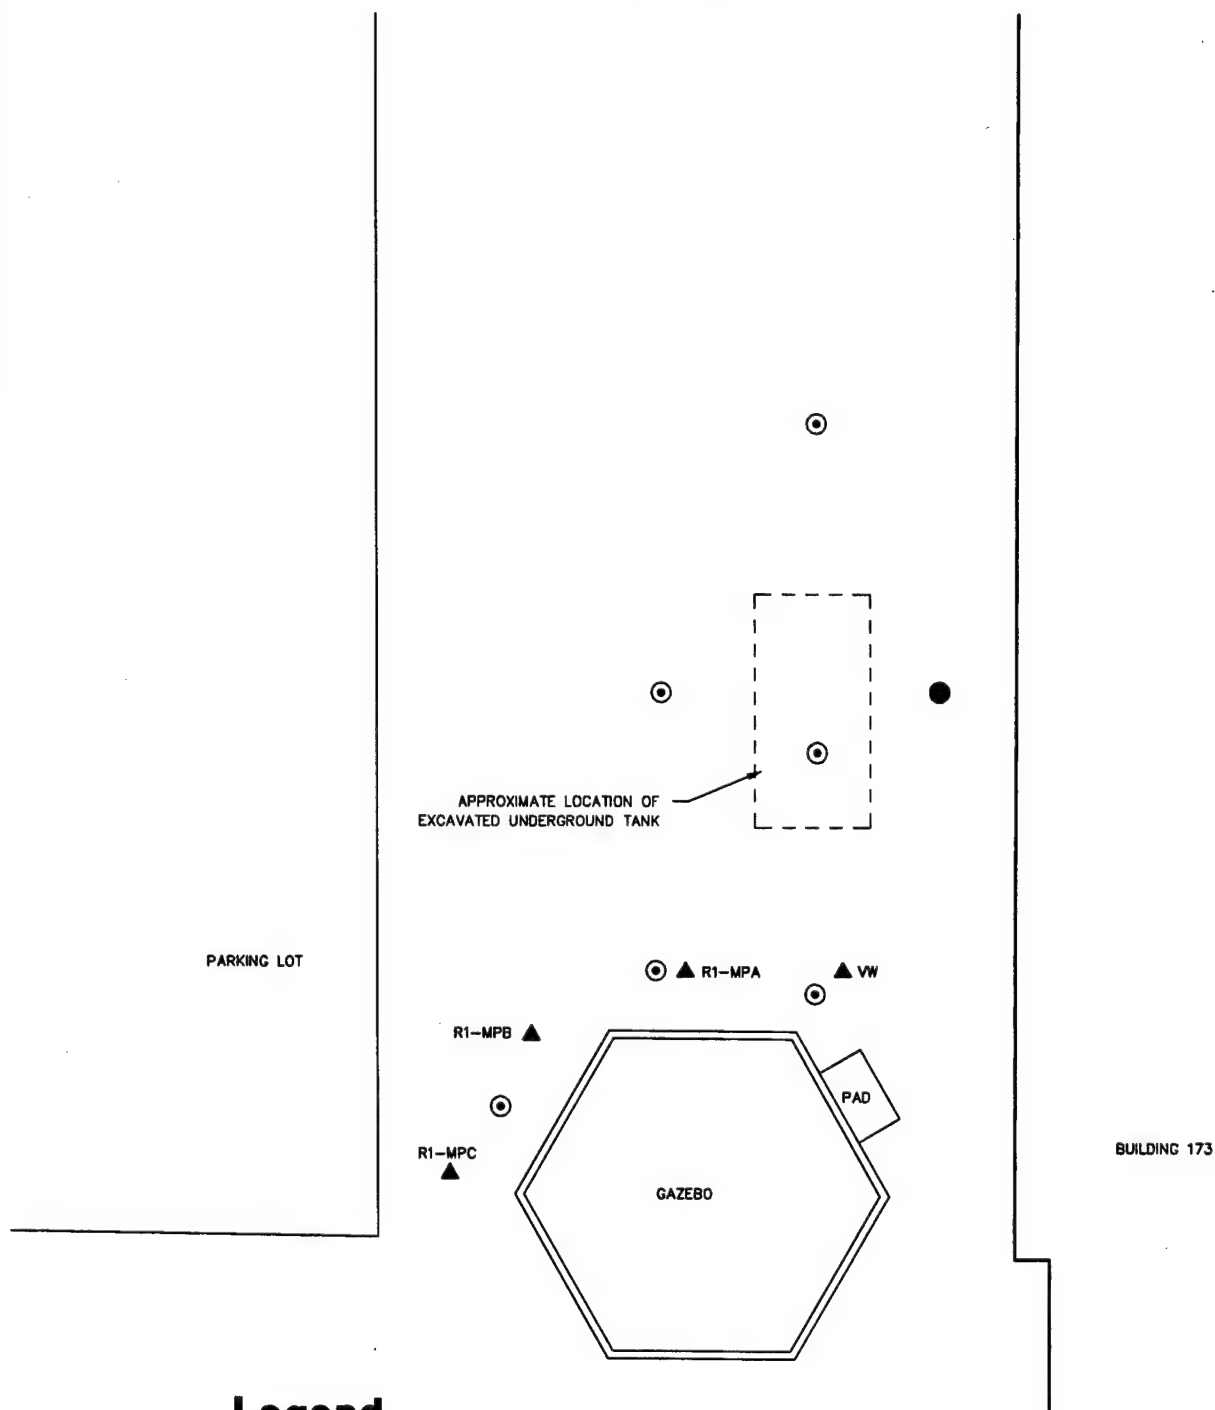 APPROXIMATE LOCATION OF
EXCAVATED UNDERGROUND TANK
PARKING LOT
R1-MPA
VW
R1-MPB
PAD
R1-MPC
BUILDING 173
GAZEBO
Legend